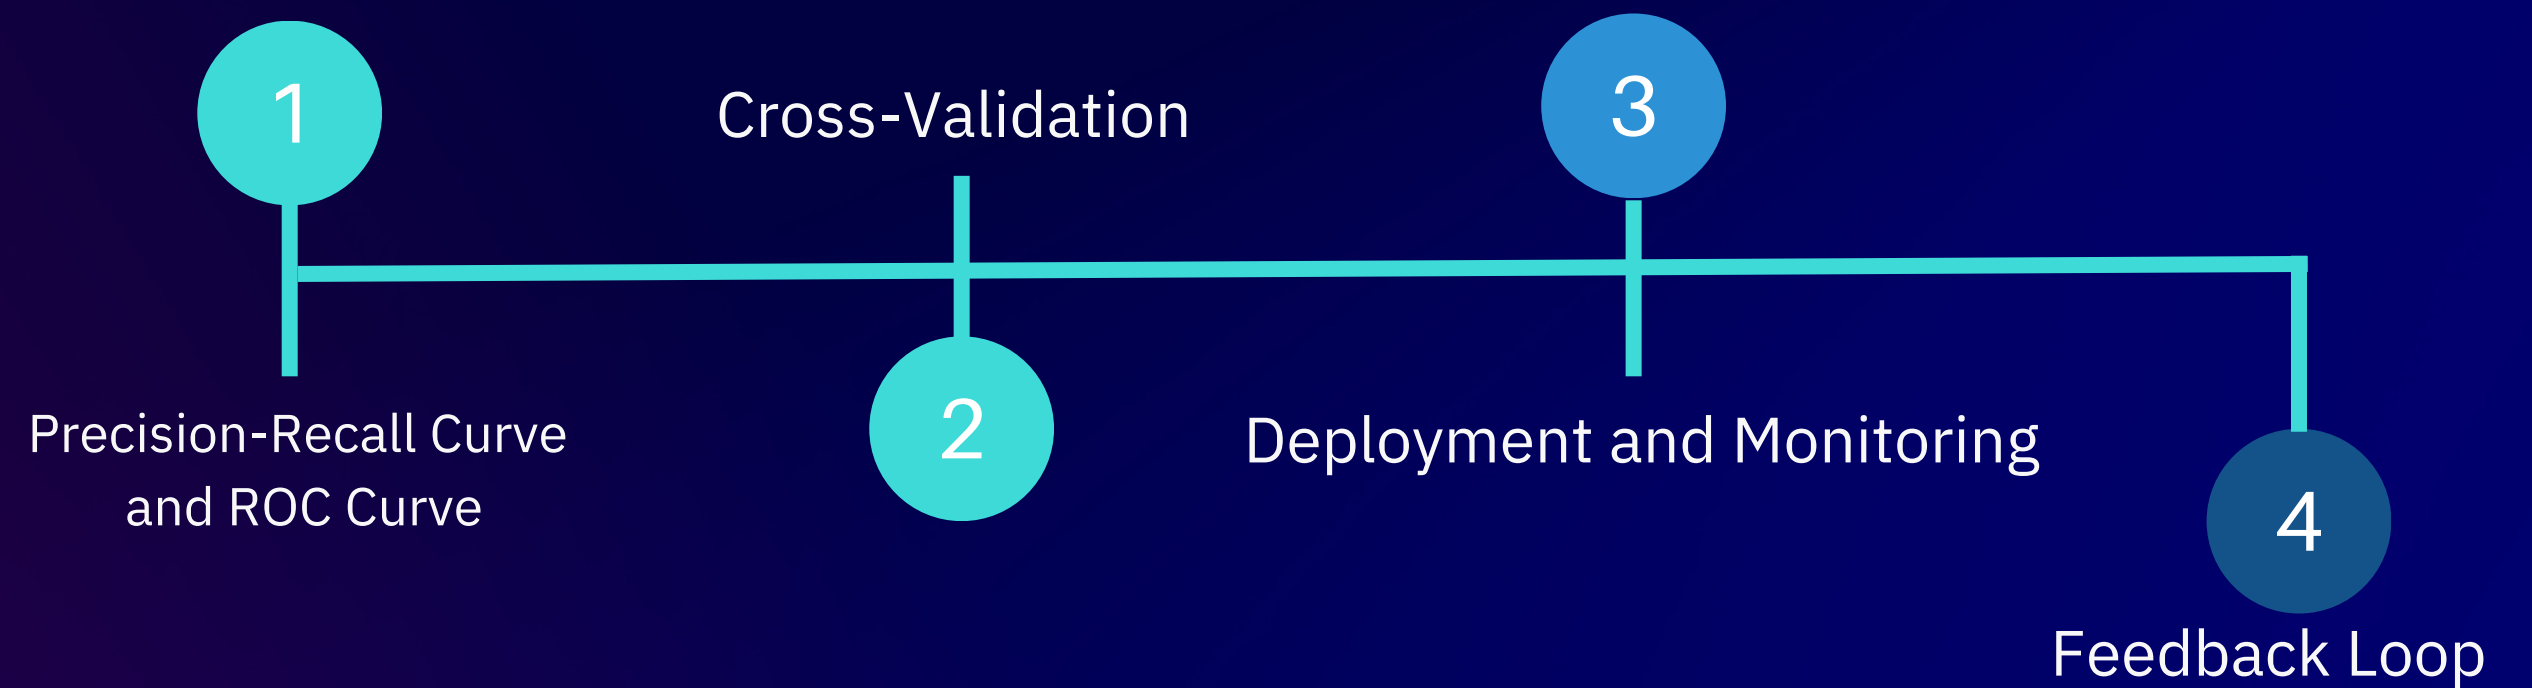 1
Precision-Recall Curve
and ROC Curve
Cross-Validation
2
3
Deployment and Monitoring
4
Feedback Loop